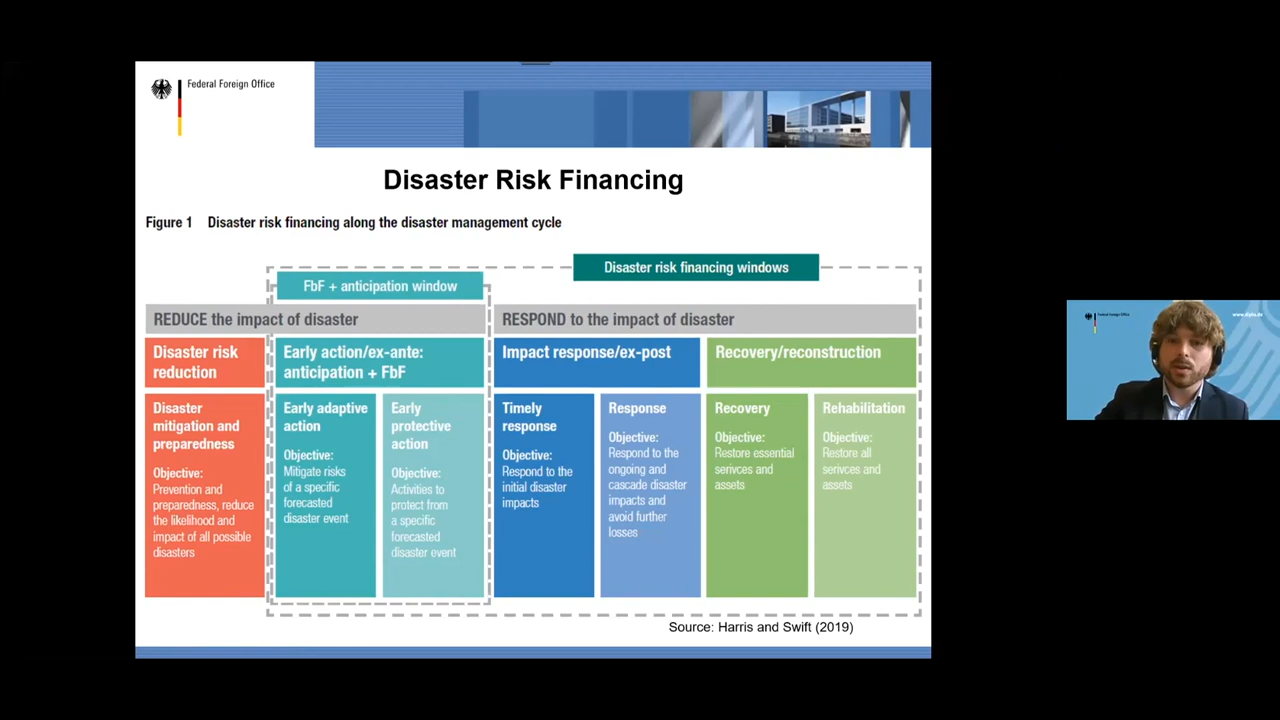 Federal Foreign Office
Disaster Risk Financing
Figure 1 Disaster risk financing along the disaster management cycle
Disaster risk financing windows
FbF + anticipation window
REDUCE the impact of disaster
RESPOND to the impact of disaster
Disaster risk
reduction
Early action/ex-ante:
anticipation + FbF
Impact response/ex-post
Recovery/reconstruction
Disaster
mitigation and
preparedness
Objective:
Prevention and
preparedness, reduce
the likelihood and
impact of all possible
disasters
Early adaptive
action
Objective:
Mitigate risks
of a specific
forecasted
disaster event
Early
protective
action
Objective:
Activities to
protect from
a specific
forecasted
disaster event
Timely
response
Objective:
Respond to the
initial disaster
impacts
Response
Objective:
Respond to the
ongoing and
cascade disaster
impacts and
avoid further
losses
Recovery
Objective:
Restore essential
serivces and
assets
Rehabilitation
Objective:
Restore all
serivces and
assets
Source: Harris and Swift (2019)
Federal Foreign Office